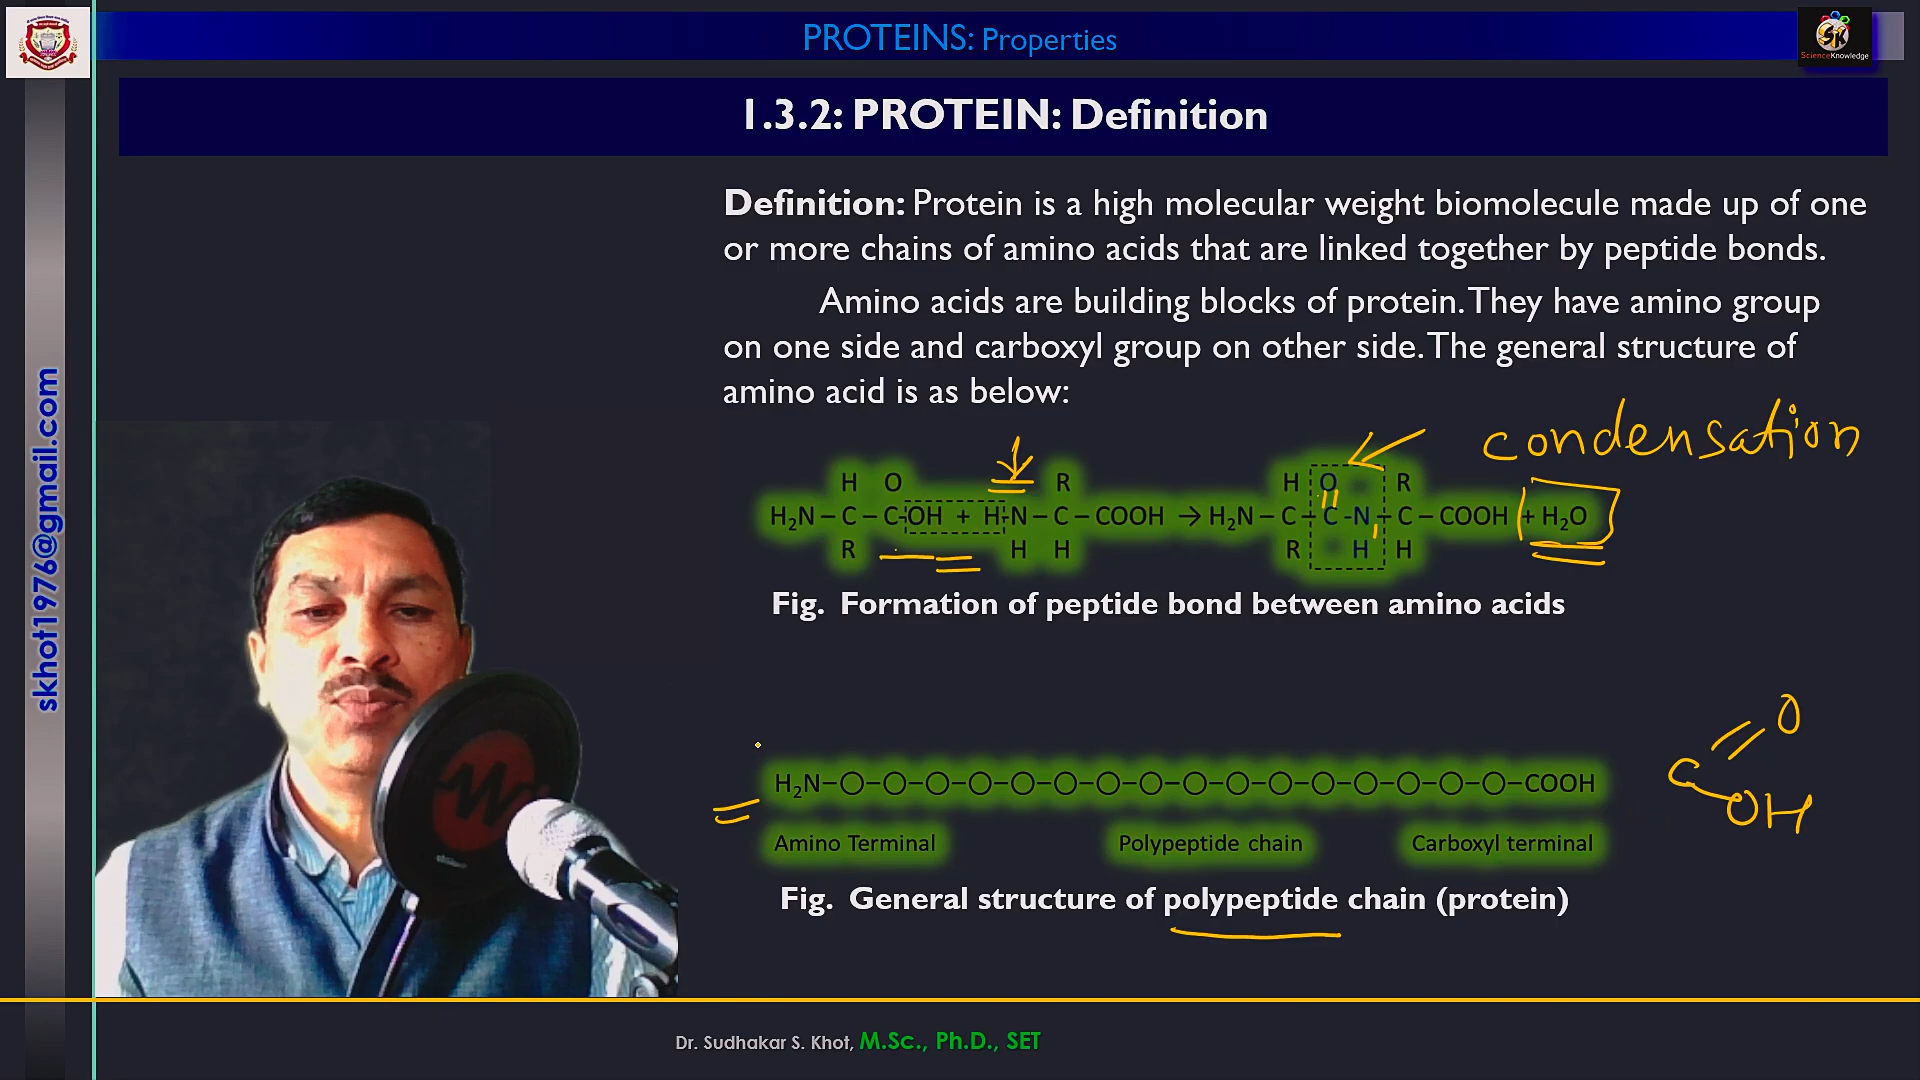 PROTEINS: Properties
ScienceKnowledge
1.3.2: PROTEIN: Definition
Definition: Protein is a high molecular weight biomolecule made up of one
or more chains of amino acids that are linked together by peptide bonds.
Amino acids are building blocks of protein. They have amino group
on one side and carboxyl group on other side. The general structure of
amino acid is as below:
condensation
H O R H O R
H₂N – C – C-OH + H-N – C – COOH → H₂N – C – C -N – C – COOH + H₂O
R H H R H H
Fig. Formation of peptide bond between amino acids
O
C
OH
H₂N–O–O–O–O–O–O–O–O–O–O–O–O–O–O–O–O–COOH
Amino Terminal Polypeptide chain Carboxyl terminal
Fig. General structure of polypeptide chain (protein)
skhot1976@gmail.com
Dr. Sudhakar S. Khot, M.Sc., Ph.D., SET